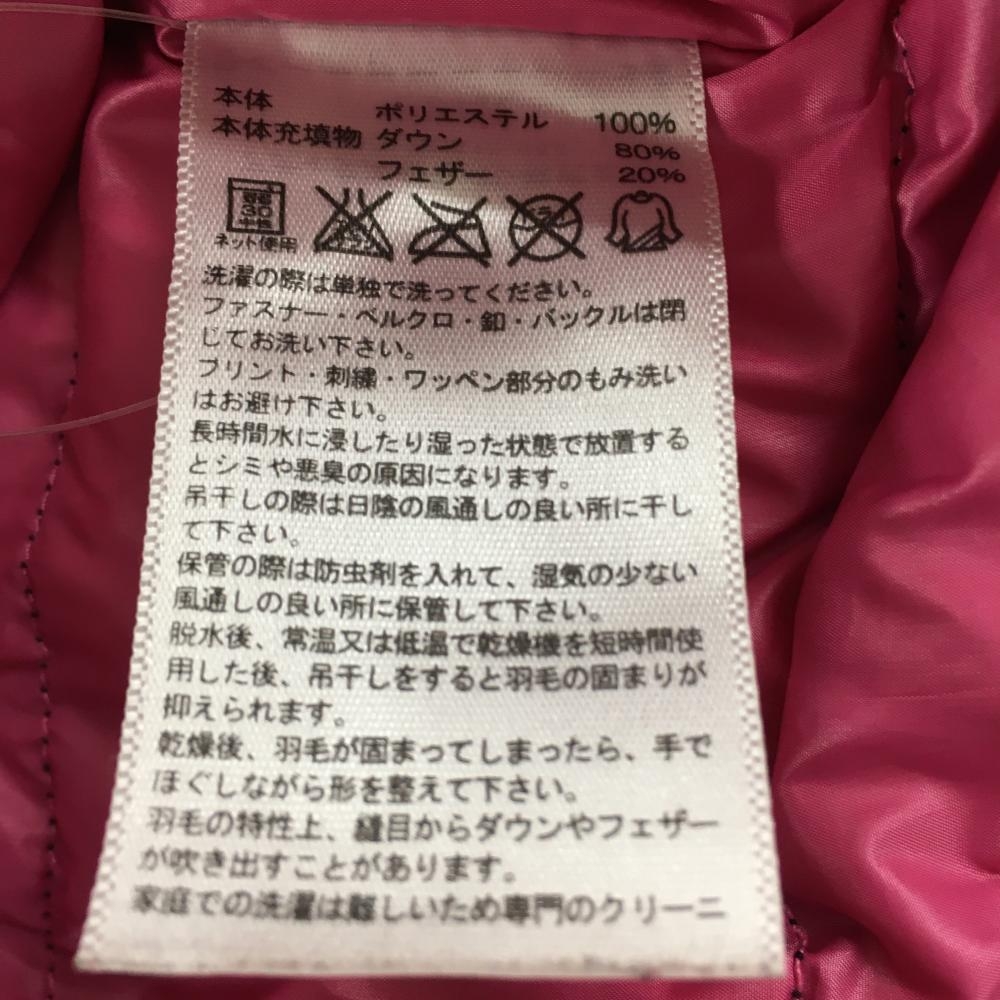 本体 ポリエステル 100%
本体充填物 ダウン 80%
フェザー 20%
30
ネット使用
洗濯の際は単独で洗ってください。
ファスナー・ベルクロ・釦・バックルは閉
じてお洗い下さい。
プリント・刺繍・ワッペン部分のもみ洗い
はお避け下さい。
長時間水に浸したり湿った状態で放置する
とシミや悪臭の原因になります。
吊干しの際は日陰の風通しの良い所に干し
て下さい。
保管の際は防虫剤を入れて、湿気の少ない
風通しの良い所に保管して下さい。
脱水後、常温又は低温で乾燥機を短時間使
用した後、吊干しをすると羽毛の固まりが
抑えられます。
乾燥後、羽毛が固まってしまったら、手で
ほぐしながら形を整えて下さい。
羽毛の特性上、縫目からダウンやフェザー
が吹き出すことがあります。
家庭での洗濯は難しいため専門のクリーニ